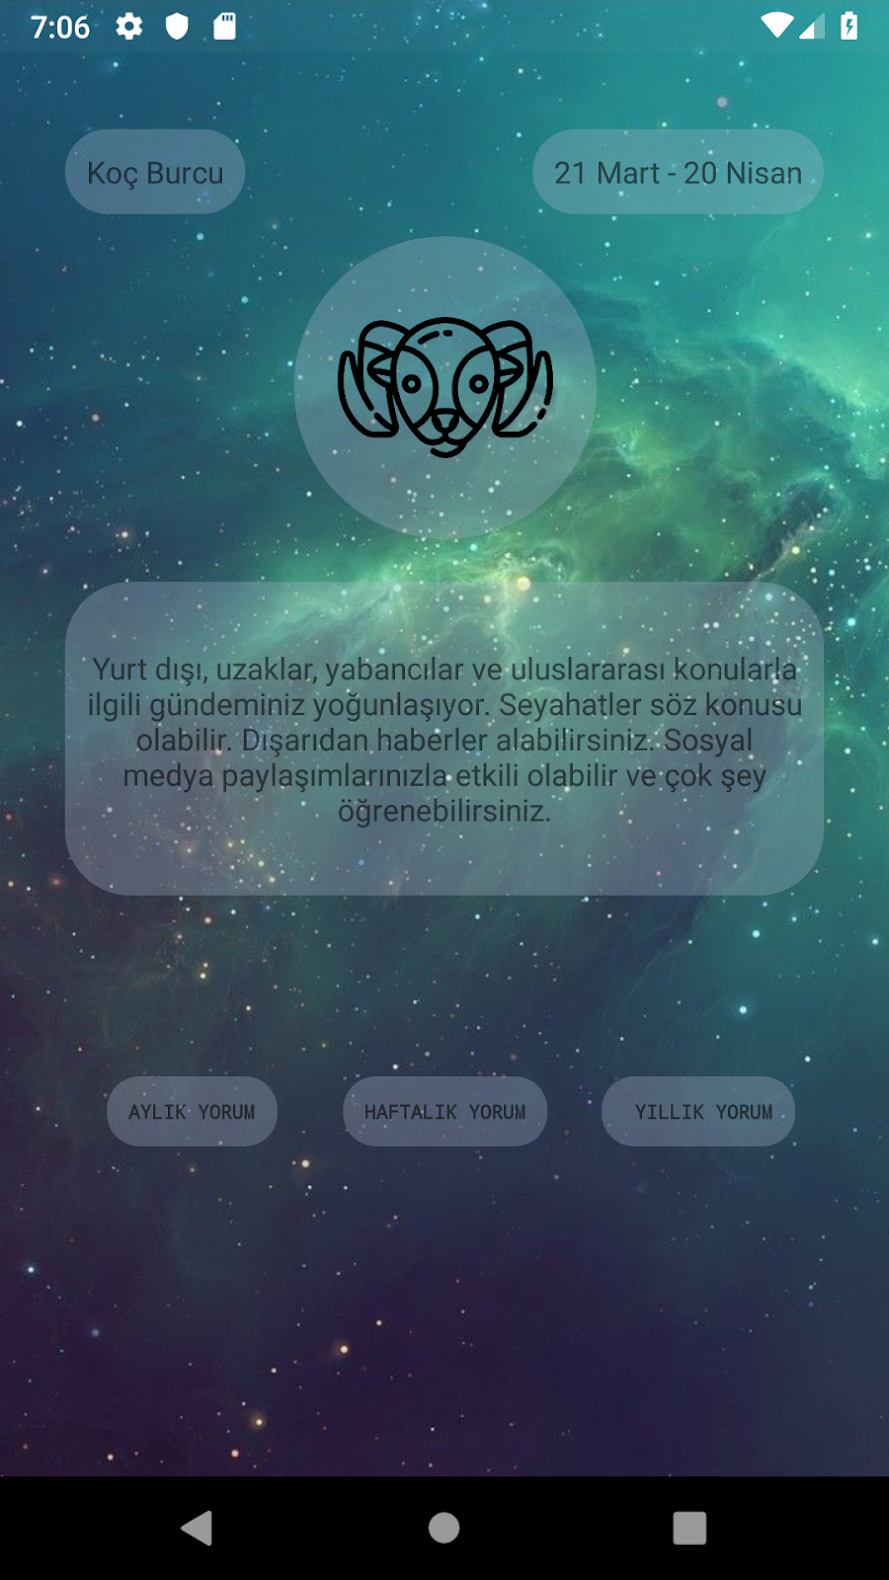 7:06
Koç Burcu
21 Mart - 20 Nisan
Yurt dışı, uzaklar, yabancılar ve uluslararası konularla
ilgili gündeminiz yoğunlaşıyor. Seyahatler söz konusu
olabilir. Dışarıdan haberler alabilirsiniz. Sosyal
medya paylaşımlarınızla etkili olabilir ve çok şey
öğrenebilirsiniz.
AYLIK YORUM
HAFTALIK YORUM
YILLIK YORUM